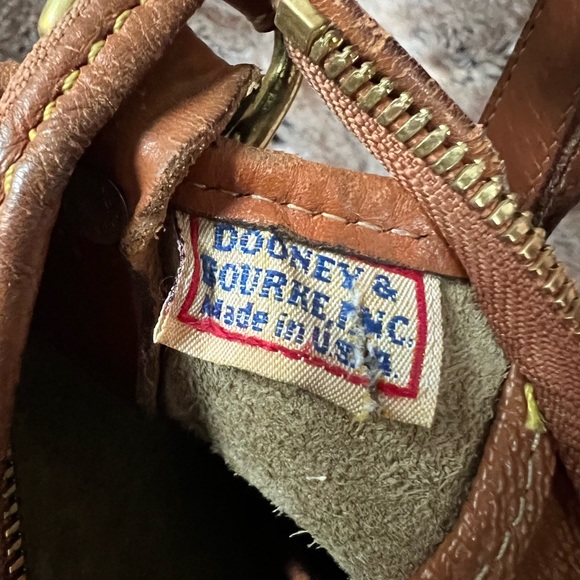 DOONEY &
BOURKE, INC.
Made in U.S.A.